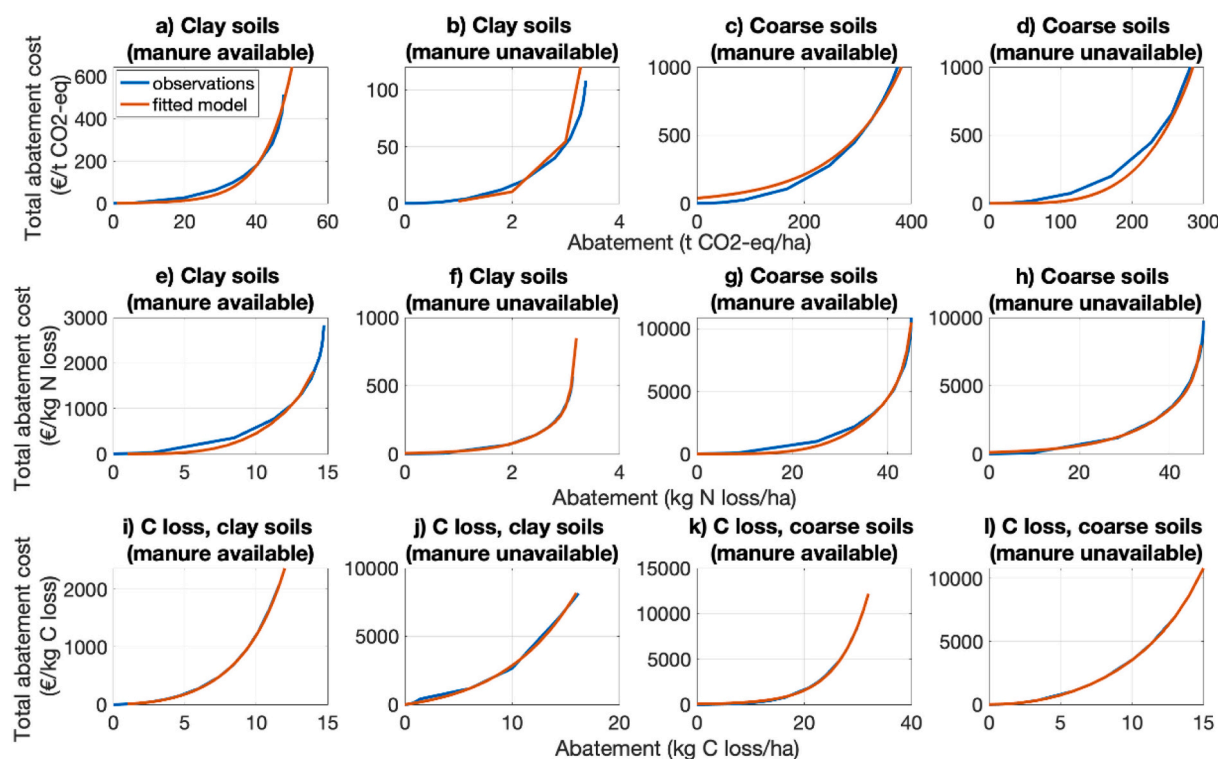 a) Clay soils
(manure available)
b) Clay soils
(manure unavailable)
c) Coarse soils
(manure available)
d) Coarse soils
(manure unavailable)
Total abatement cost
(€/t CO2-eq)
600
400
200
0
observations
fitted model
0 20 40 60
100
50
0
0 2 4
1000
500
0
0 200 400
1000
500
0
0 100 200 300
Abatement (t CO2-eq/ha)
e) Clay soils
(manure available)
f) Clay soils
(manure unavailable)
g) Coarse soils
(manure available)
h) Coarse soils
(manure unavailable)
Total abatement cost
(€/kg N loss)
3000
2000
1000
0
0 5 10 15
1000
500
0
0 2 4
10000
5000
0
0 20 40
10000
5000
0
0 20 40
Abatement (kg N loss/ha)
i) C loss, clay soils
(manure available)
j) C loss, clay soils
(manure unavailable)
k) C loss, coarse soils
(manure available)
l) C loss, coarse soils
(manure unavailable)
Total abatement cost
(€/kg C loss)
2000
1000
0
0 5 10 15
10000
5000
0
0 10 20
15000
10000
5000
0
0 20 40
10000
5000
0
0 5 10 15
Abatement (kg C loss/ha)